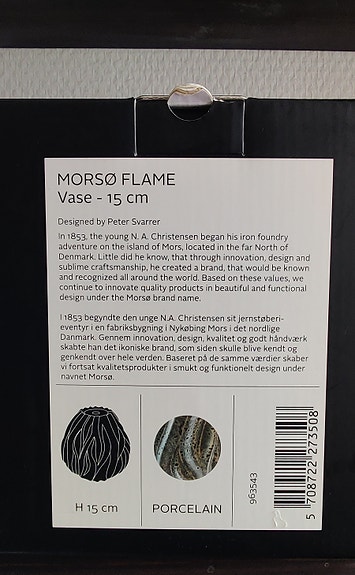 MORSØ FLAME
Vase - 15 cm
Designed by Peter Svarrer
In 1853, the young N. A. Christensen began his iron foundry
adventure on the island of Mors, located in the far North of
Denmark. Little did he know, that through innovation, design and
sublime craftsmanship, he created a brand, that would be known
and recognized all around the world. Based on these values, we
continue to innovate quality products in beautiful and functional
design under the Morsø brand name.
I 1853 begyndte den unge N.A. Christensen sit jernstøberi-
eventyr i en fabriksbygning i Nykøbing Mors i det nordlige
Danmark. Gennem innovation, design, kvalitet og godt håndværk
skabte han det ikoniske brand, som siden skulle blive kendt og
genkendt over hele verden. Baseret på de samme værdier skaber
vi fortsat kvalitetsprodukter i smukt og funktionelt design under
navnet Morsø.
H 15 cm
PORCELAIN
963543
5 708722 273508